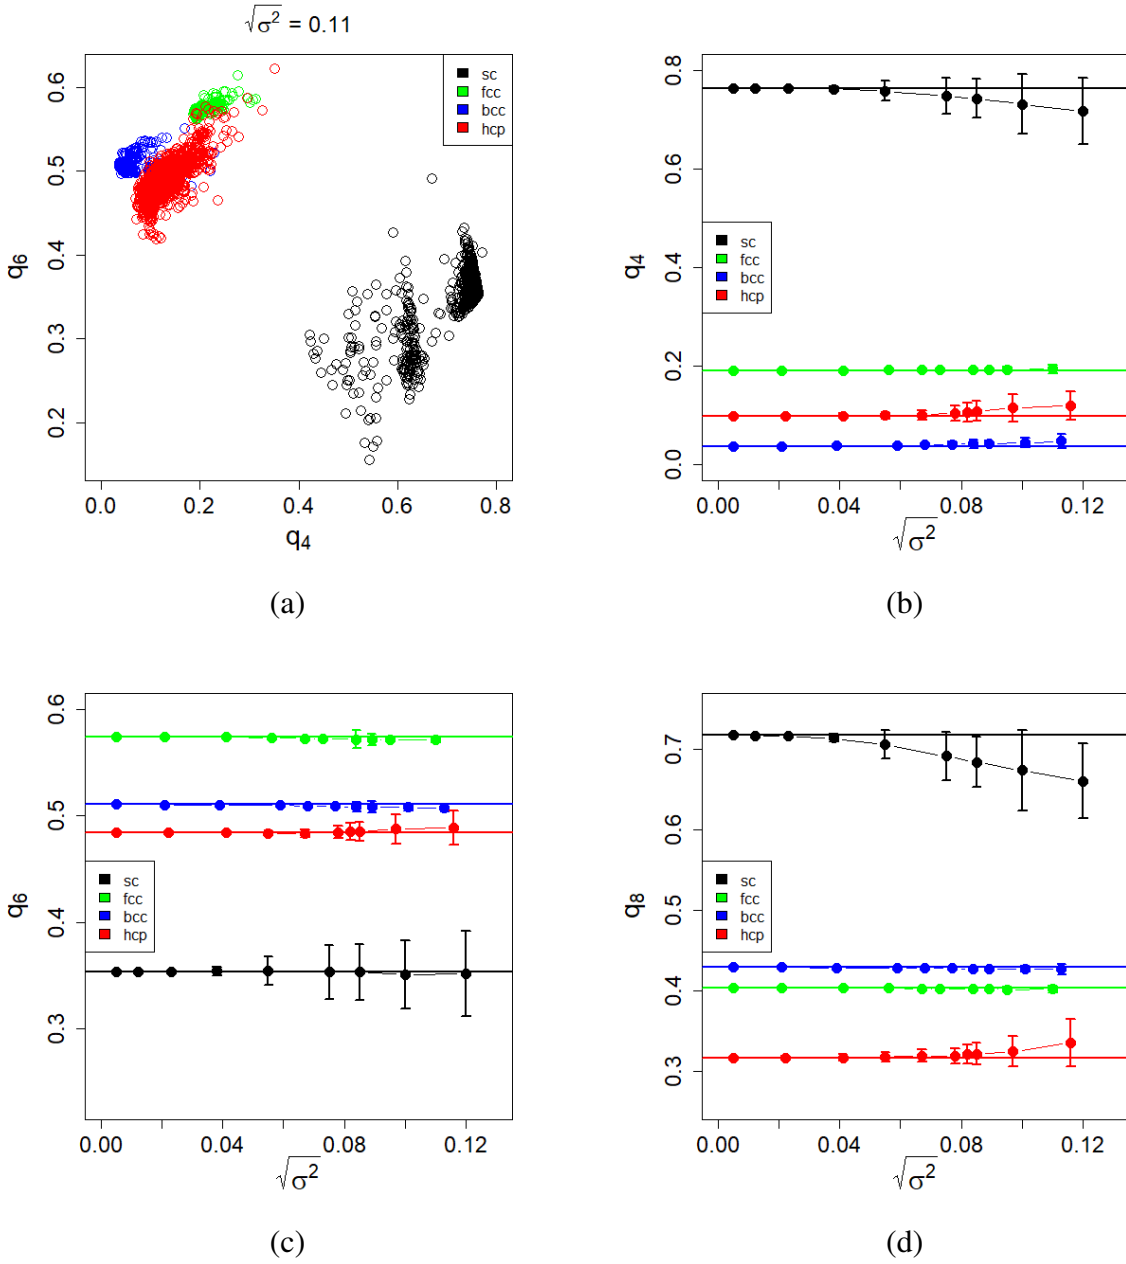 √σ² = 0.11
q₆
0.6
0.5
0.4
0.3
0.2
sc
fcc
bcc
hcp
0.0 0.2 0.4 0.6 0.8
q₄
(a)
q₄
0.8
0.6
0.4
0.2
0.0
sc
fcc
bcc
hcp
0.00 0.04 0.08 0.12
√σ²
(b)
q₆
0.6
0.5
0.4
0.3
sc
fcc
bcc
hcp
0.00 0.04 0.08 0.12
√σ²
(c)
q₈
0.7
0.6
0.5
0.4
0.3
sc
fcc
bcc
hcp
0.00 0.04 0.08 0.12
√σ²
(d)